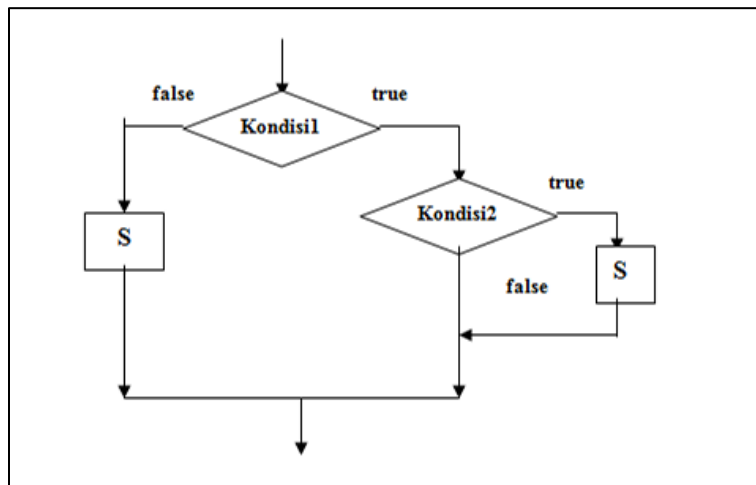 false
true
Kondisi1
true
Kondisi2
S
S
false